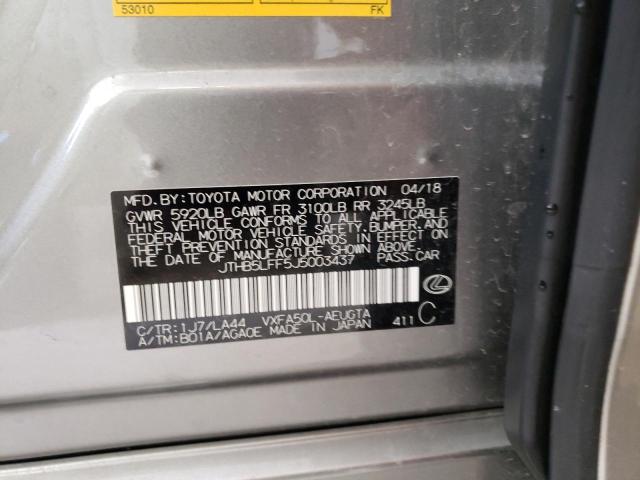 53010 FK
MFD. BY: TOYOTA MOTOR CORPORATION 04/18
GVWR 5920LB GAWR FR 3100LB RR 3245LB
THIS VEHICLE CONFORMS TO ALL APPLICABLE
FEDERAL MOTOR VEHICLE SAFETY, BUMPER, AND
THEFT PREVENTION STANDARDS IN EFFECT ON
THE DATE OF MANUFACTURE SHOWN ABOVE.
JTHB5LFF5J5003437 PASS. CAR
C/TR: 1J7/LA44 VXFA50L-AEUGTA
A/TM: B01A/AGA0E MADE IN JAPAN 411 C